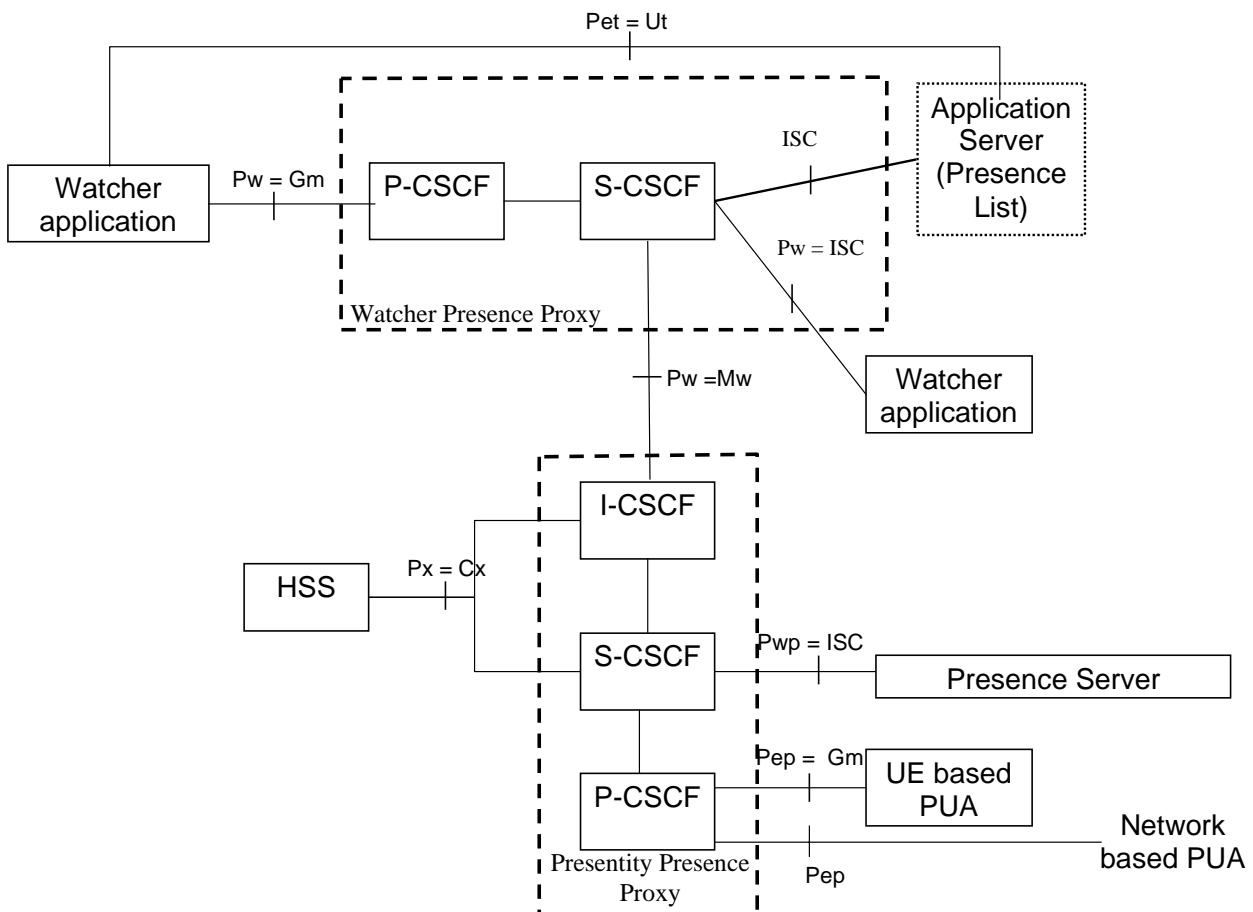 Pet = Ut
Application
Server
(Presence
List)
ISC
Watcher
application
Pw = Gm
P-CSCF
S-CSCF
Pw = ISC
Watcher Presence Proxy
Pw =Mw
Watcher
application
I-CSCF
HSS
Px = Cx
S-CSCF
Pwp = ISC
Presence Server
Pep =  Gm
UE based
PUA
P-CSCF
Network
based PUA
Pep
Presentity Presence
Proxy